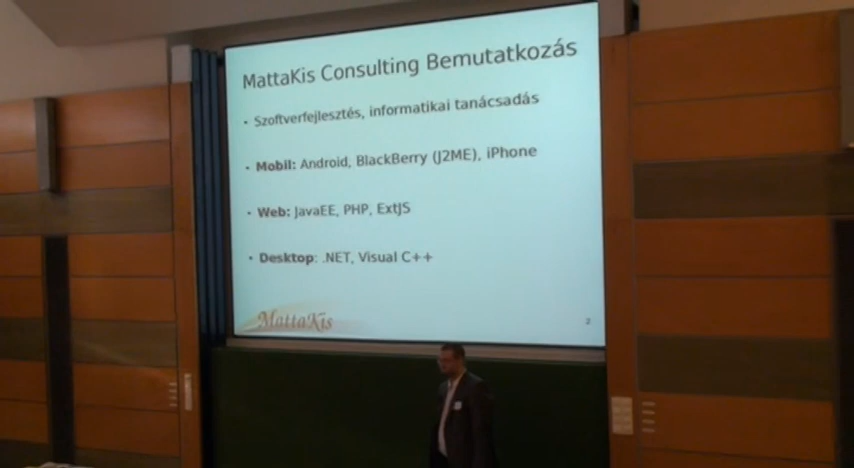 MattaKis Consulting Bemutatkozás
• Szoftverfejlesztés, informatikai tanácsadás
• Mobil: Android, BlackBerry (J2ME), iPhone
• Web: JavaEE, PHP, ExtJS
• Desktop: .NET, Visual C++
MattaKis
2